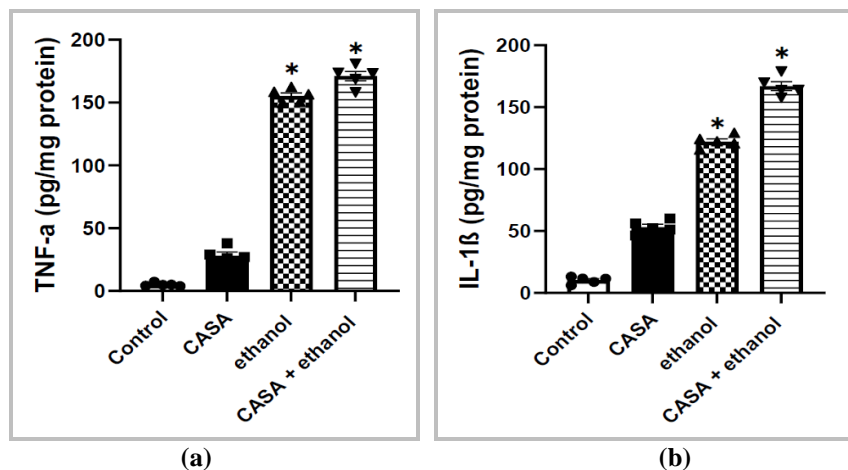 TNF-a (pg/mg protein)
200
150
100
50
0
*
*
Control
CASA
ethanol
CASA + ethanol
(a)
IL-1ß (pg/mg protein)
200
150
100
50
0
*
*
Control
CASA
ethanol
CASA + ethanol
(b)